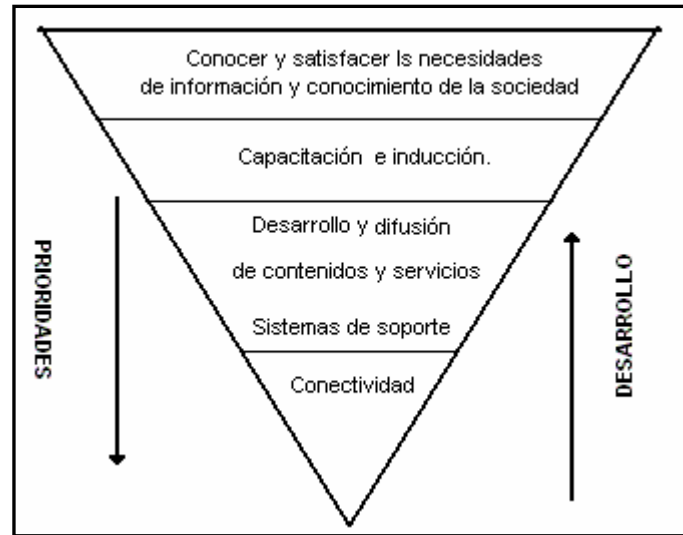 Conocer y satisfacer ls necesidades
de información y conocimiento de la sociedad
Capacitación e inducción.
Desarrollo y difusión
de contenidos y servicios
Sistemas de soporte
Conectividad
PRIORIDADES
DESARROLLO